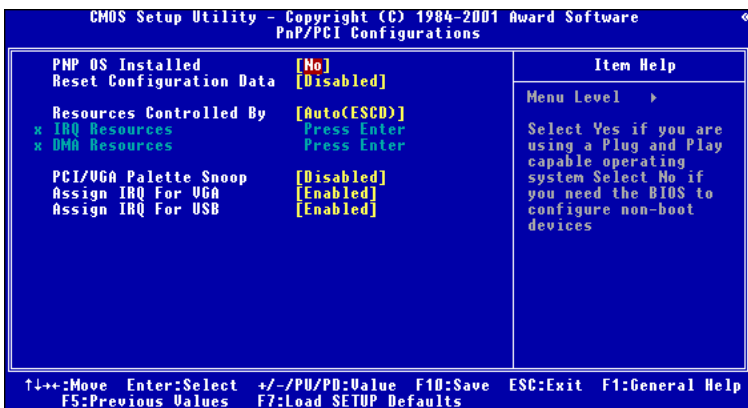 CMOS Setup Utility - Copyright (C) 1984-2001 Award Software «
PnP/PCI Configurations
PNP OS Installed [No]
Reset Configuration Data [Disabled]
Resources Controlled By [Auto(ESCD)]
x IRQ Resources Press Enter
x DMA Resources Press Enter
PCI/VGA Palette Snoop [Disabled]
Assign IRQ For VGA [Enabled]
Assign IRQ For USB [Enabled]
Item Help
Menu Level ▸
Select Yes if you are
using a Plug and Play
capable operating
system Select No if
you need the BIOS to
configure non-boot
devices
↑↓→←:Move Enter:Select +/-/PU/PD:Value F10:Save ESC:Exit F1:General Help
F5:Previous Values F7:Load SETUP Defaults